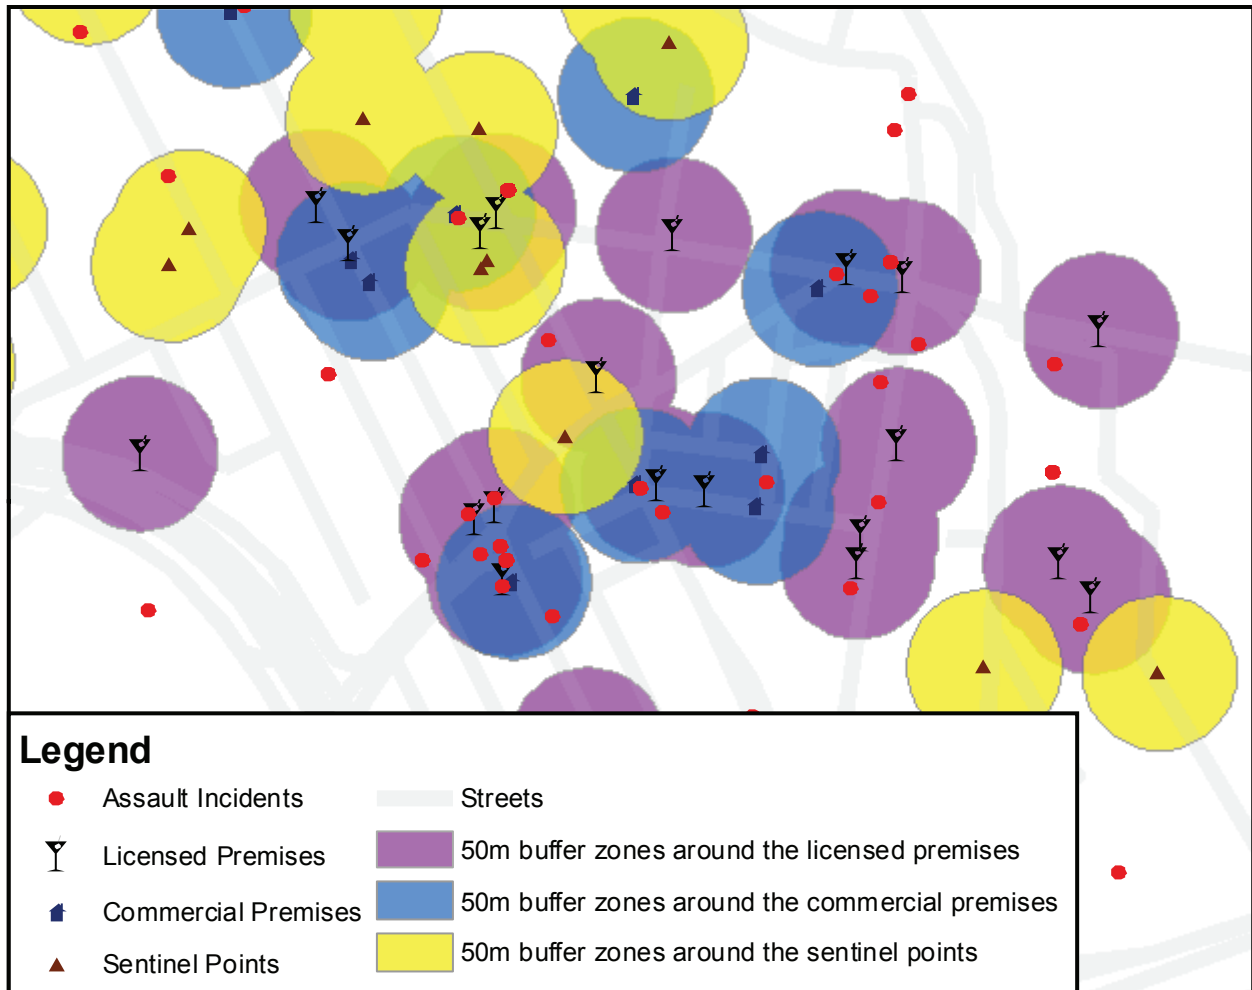 Legend
Assault Incidents
Licensed Premises
Commercial Premises
Sentinel Points
Streets
50m buffer zones around the licensed premises
50m buffer zones around the commercial premises
50m buffer zones around the sentinel points